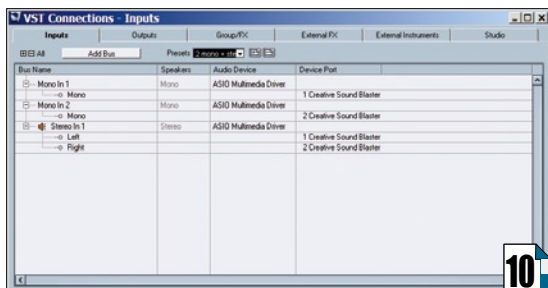 VST Connections - Inputs
Inputs Outputs Group/FX External FX External Instruments Studio
All Add Bus Presets 2 mono + ste
Bus Name Speakers Audio Device Device Port
Mono In 1 Mono ASIO Multimedia Driver
Mono 1 Creative Sound Blaster
Mono In 2 Mono ASIO Multimedia Driver
Mono 2 Creative Sound Blaster
Stereo In 1 Stereo ASIO Multimedia Driver
Left 1 Creative Sound Blaster
Right 2 Creative Sound Blaster
10